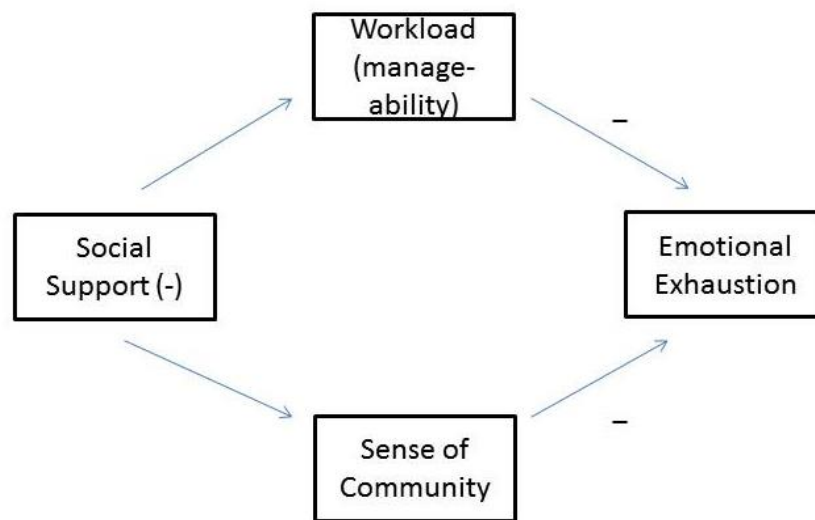 Workload
(manage-
ability)
–
Social
Support (-)
Emotional
Exhaustion
–
Sense of
Community